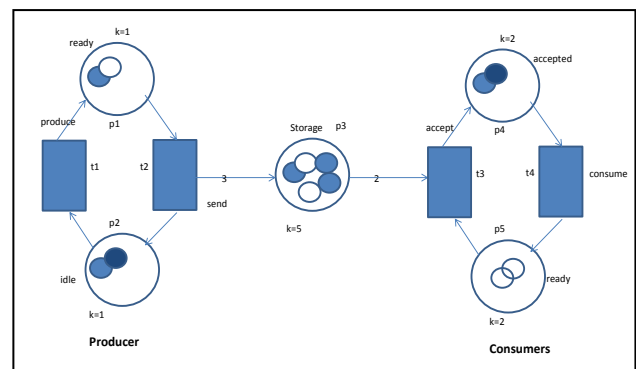 k=1
ready
p1
produce
t1
t2
3
send
p2
idle
k=1
Producer
Storage
p3
k=5
2
k=2
accepted
p4
accept
t3
t4
consume
p5
ready
k=2
Consumers